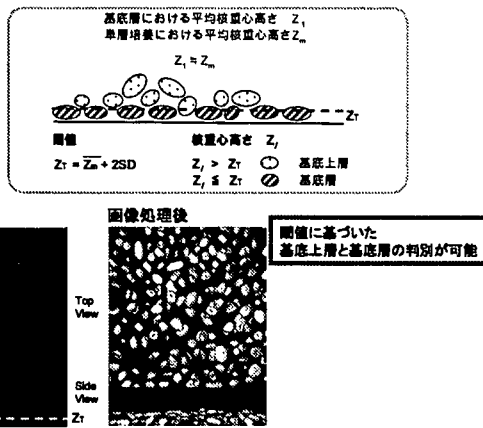 基底層における平均核重心高さ Z₁
単層培養における平均核重心高さZm
Z₁ ≒ Zm
ZT
閾値
核重心高さ Zj
ZT = Zm + 2SD
Zj > ZT 基底上層
Zj ≦ ZT 基底層
画像処理後
閾値に基づいた
基底上層と基底層の判別が可能
Top
View
Side
View
ZT